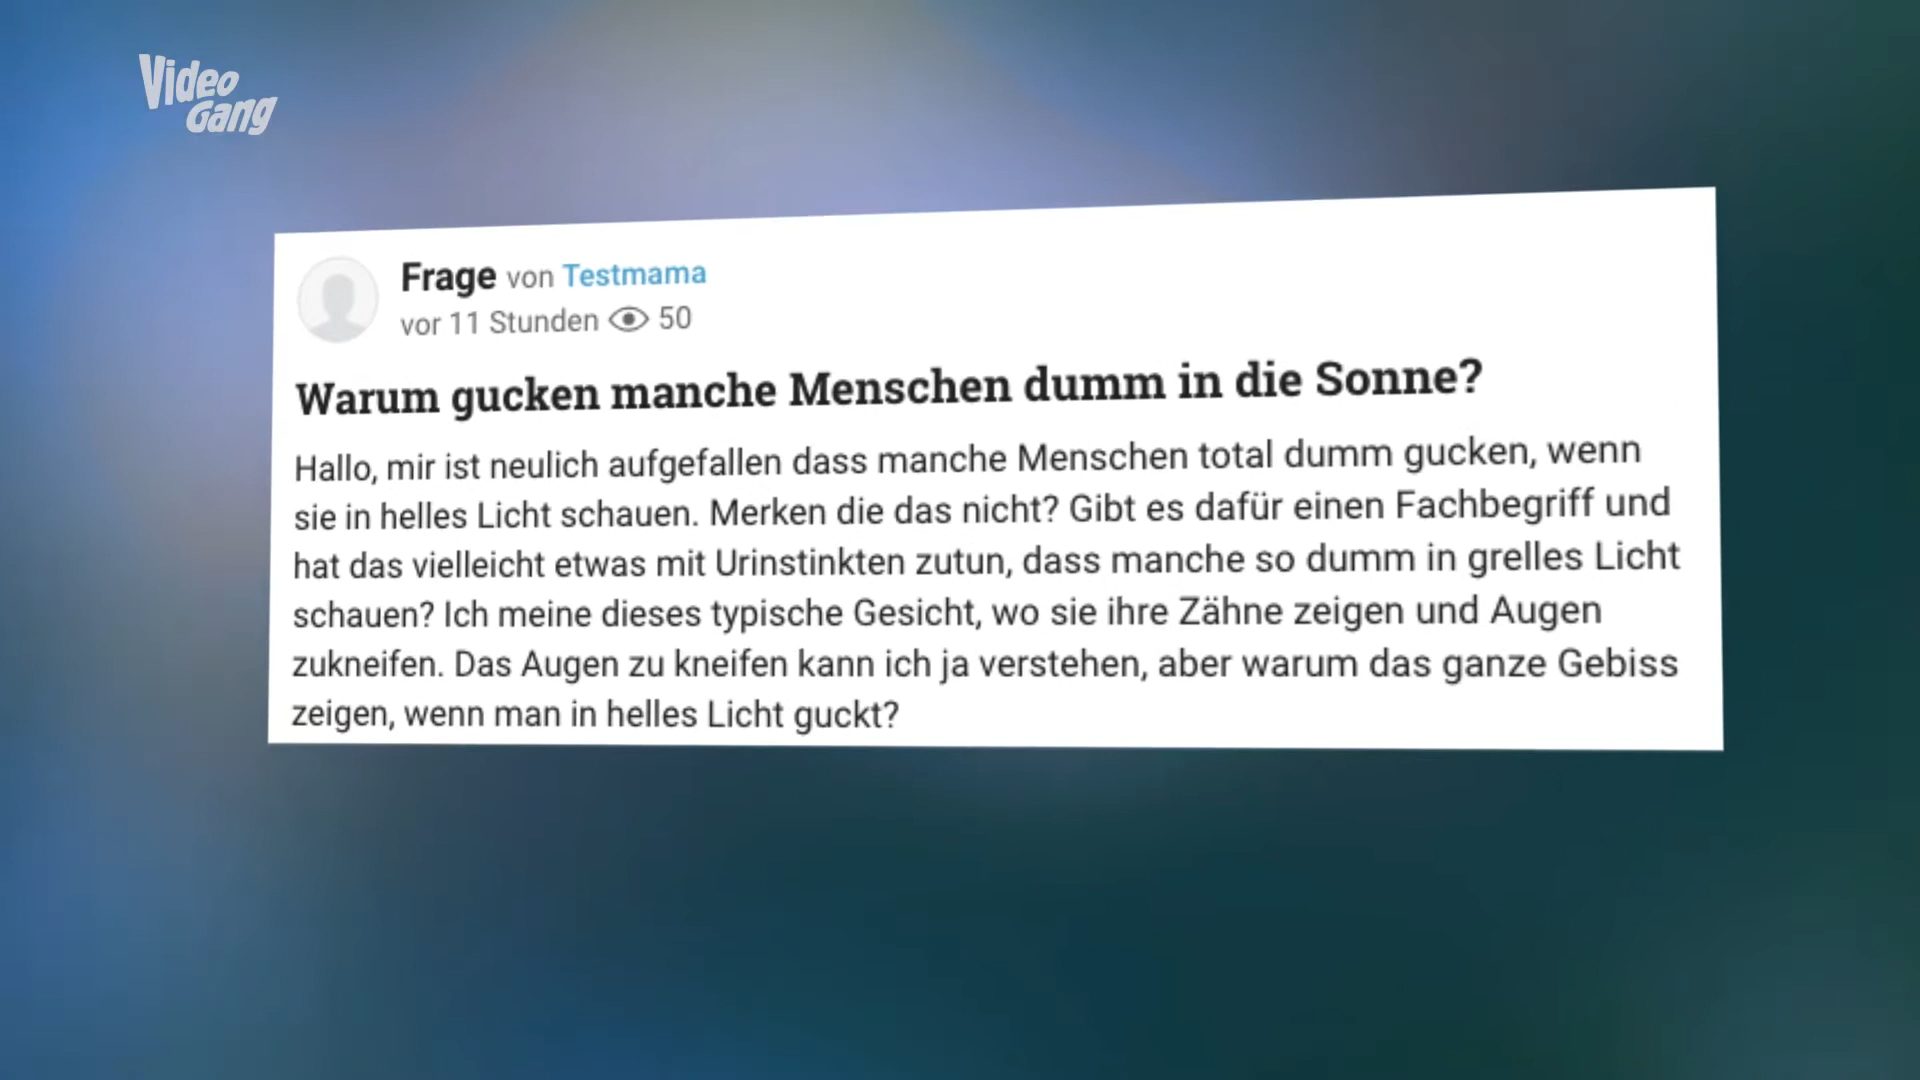 Video
Gang
Frage von Testmama
vor 11 Stunden 50
Warum gucken manche Menschen dumm in die Sonne?
Hallo, mir ist neulich aufgefallen dass manche Menschen total dumm gucken, wenn
sie in helles Licht schauen. Merken die das nicht? Gibt es dafür einen Fachbegriff und
hat das vielleicht etwas mit Urinstinkten zutun, dass manche so dumm in grelles Licht
schauen? Ich meine dieses typische Gesicht, wo sie ihre Zähne zeigen und Augen
zukneifen. Das Augen zu kneifen kann ich ja verstehen, aber warum das ganze Gebiss
zeigen, wenn man in helles Licht guckt?